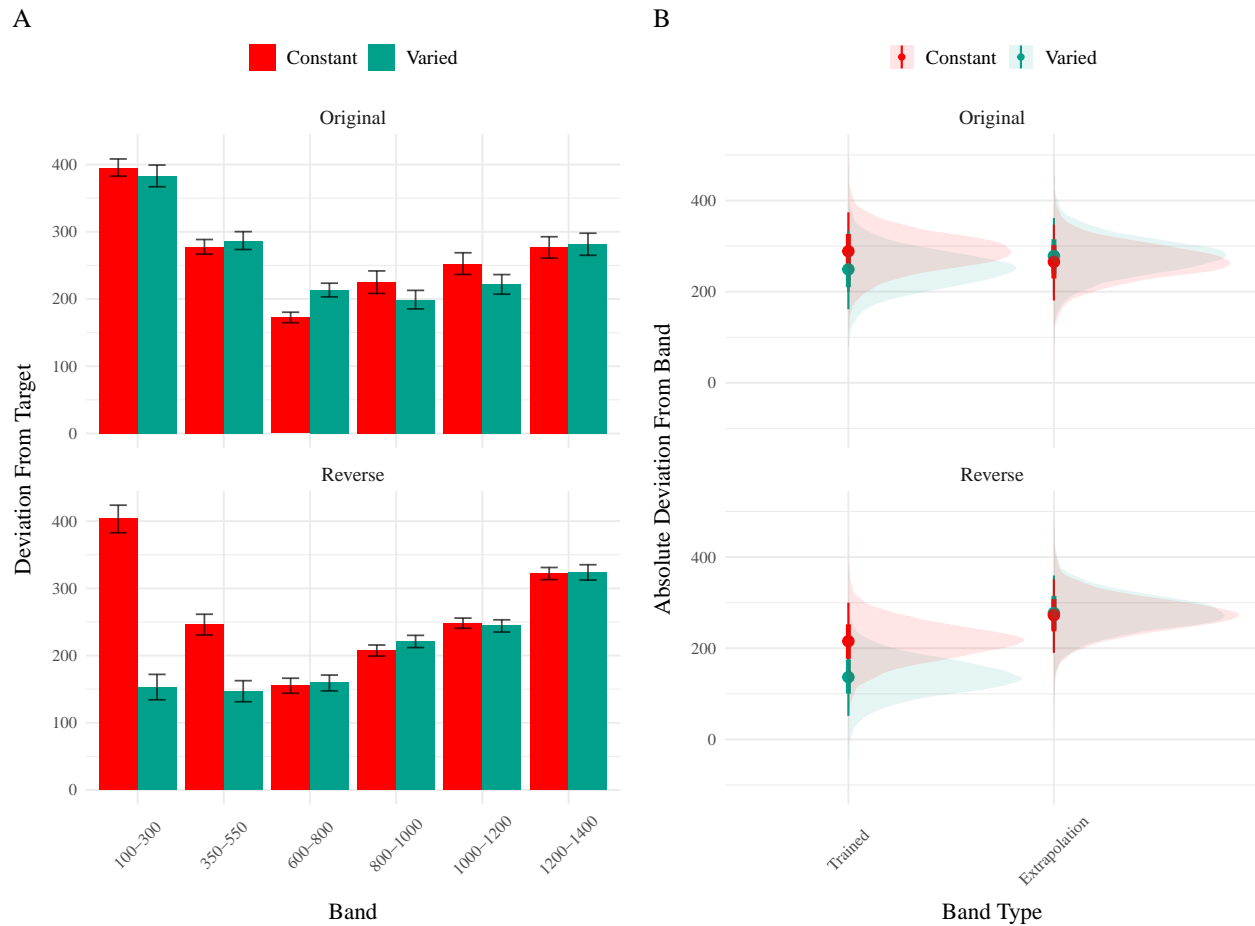 A
Constant Varied
Original
400
300
200
100
0
Reverse
400
300
200
100
0
Deviation From Target
100–300
350–550
600–800
800–1000
1000–1200
1200–1400
Band
B
Constant Varied
Original
400
200
0
Reverse
400
200
0
Absolute Deviation From Band
Trained
Extrapolation
Band Type